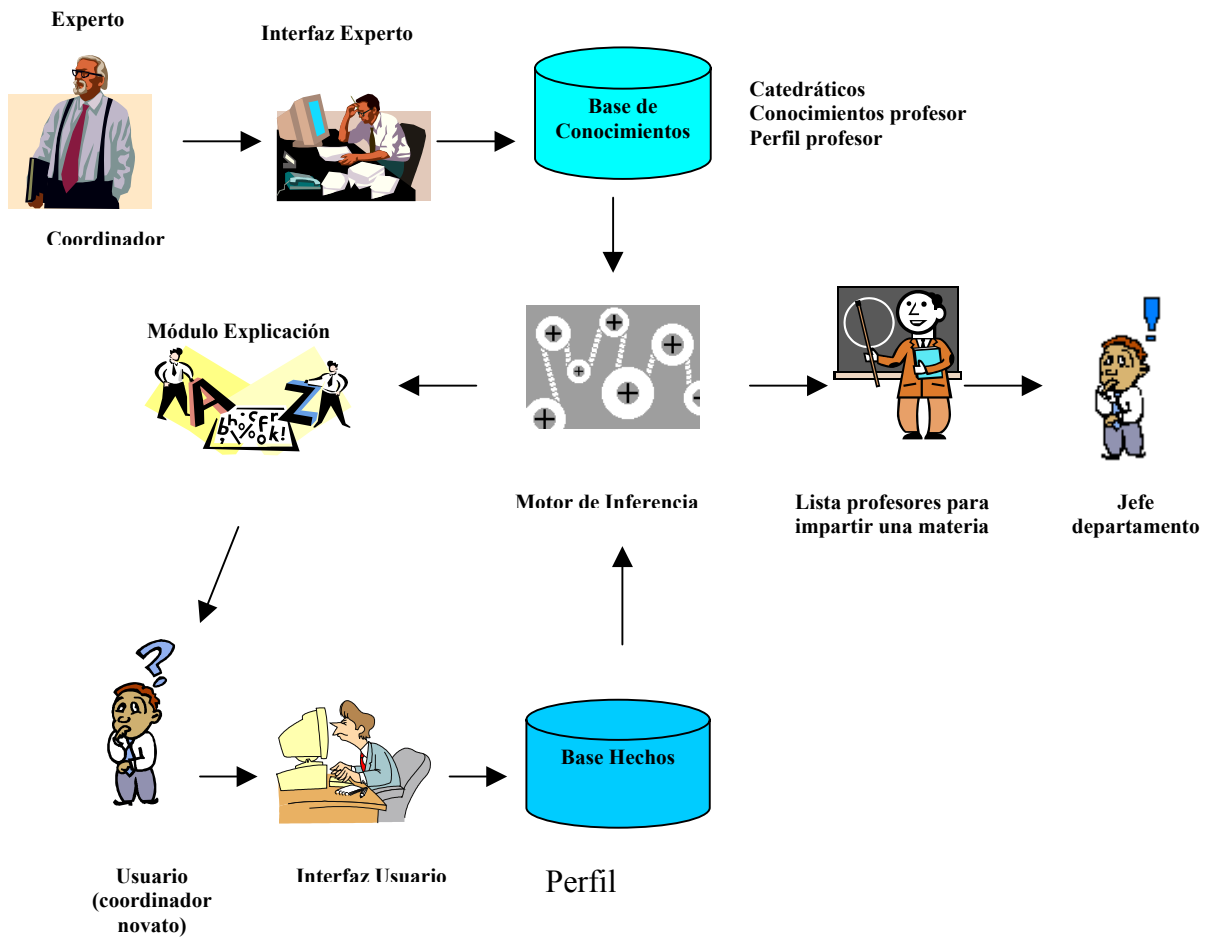 Experto
Interfaz Experto
Base de
Conocimientos
Catedráticos
Conocimientos profesor
Perfil profesor
Coordinador
Módulo Explicación
A
Z
Motor de Inferencia
Lista profesores para
impartir una materia
Jefe
departamento
Base Hechos
Usuario
(coordinador
novato)
Interfaz Usuario
Perfil